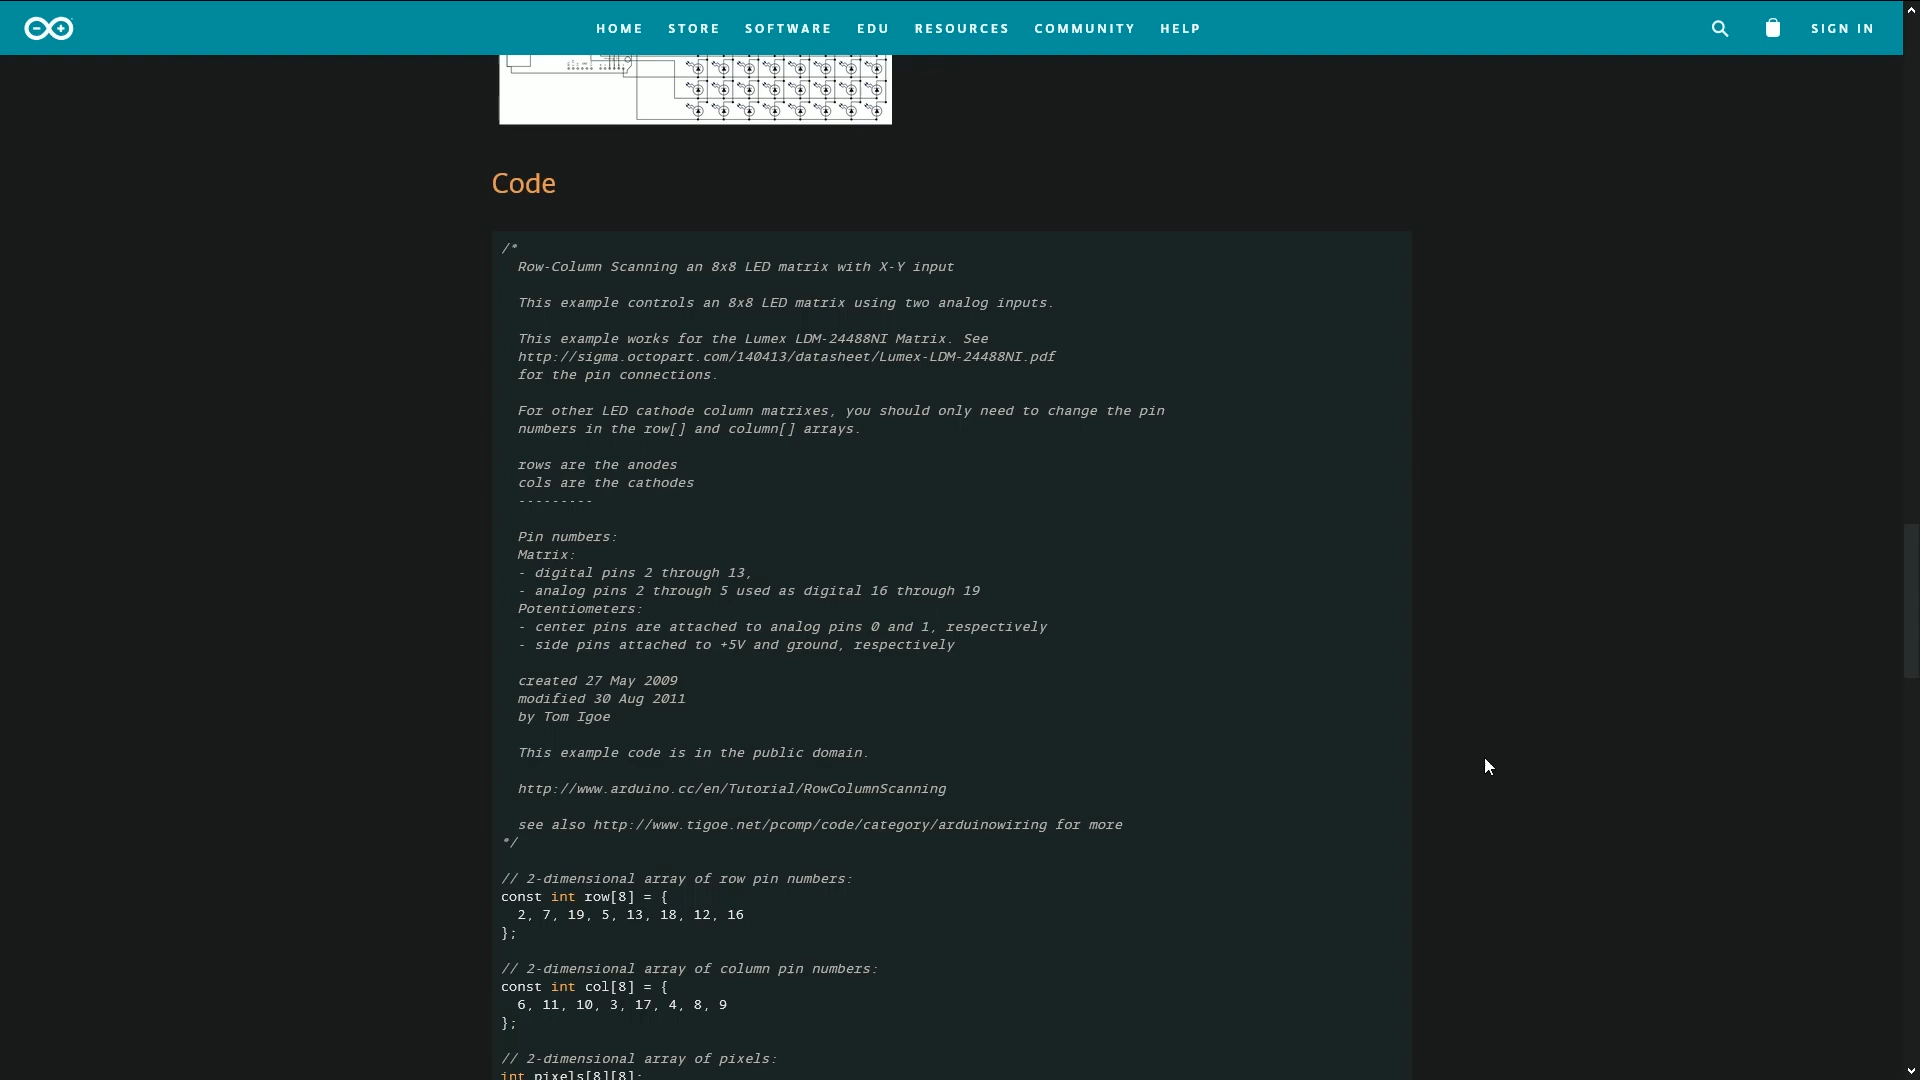 HOME STORE SOFTWARE EDU RESOURCES COMMUNITY HELP SIGN IN
Code
/*
Row-Column Scanning an 8x8 LED matrix with X-Y input
This example controls an 8x8 LED matrix using two analog inputs.
This example works for the Lumex LDM-24488NI Matrix. See
http://sigma.octopart.com/140413/datasheet/Lumex-LDM-24488NI.pdf
for the pin connections.
For other LED cathode column matrixes, you should only need to change the pin
numbers in the row[] and column[] arrays.
rows are the anodes
cols are the cathodes
---------
Pin numbers:
Matrix:
- digital pins 2 through 13,
- analog pins 2 through 5 used as digital 16 through 19
Potentiometers:
- center pins are attached to analog pins 0 and 1, respectively
- side pins attached to +5V and ground, respectively
created 27 May 2009
modified 30 Aug 2011
by Tom Igoe
This example code is in the public domain.
http://www.arduino.cc/en/Tutorial/RowColumnScanning
see also http://www.tigoe.net/pcomp/code/category/arduinowiring for more
*/
// 2-dimensional array of row pin numbers:
const int row[8] = {
2, 7, 19, 5, 13, 18, 12, 16
};
// 2-dimensional array of column pin numbers:
const int col[8] = {
6, 11, 10, 3, 17, 4, 8, 9
};
// 2-dimensional array of pixels:
int pixels[8][8];